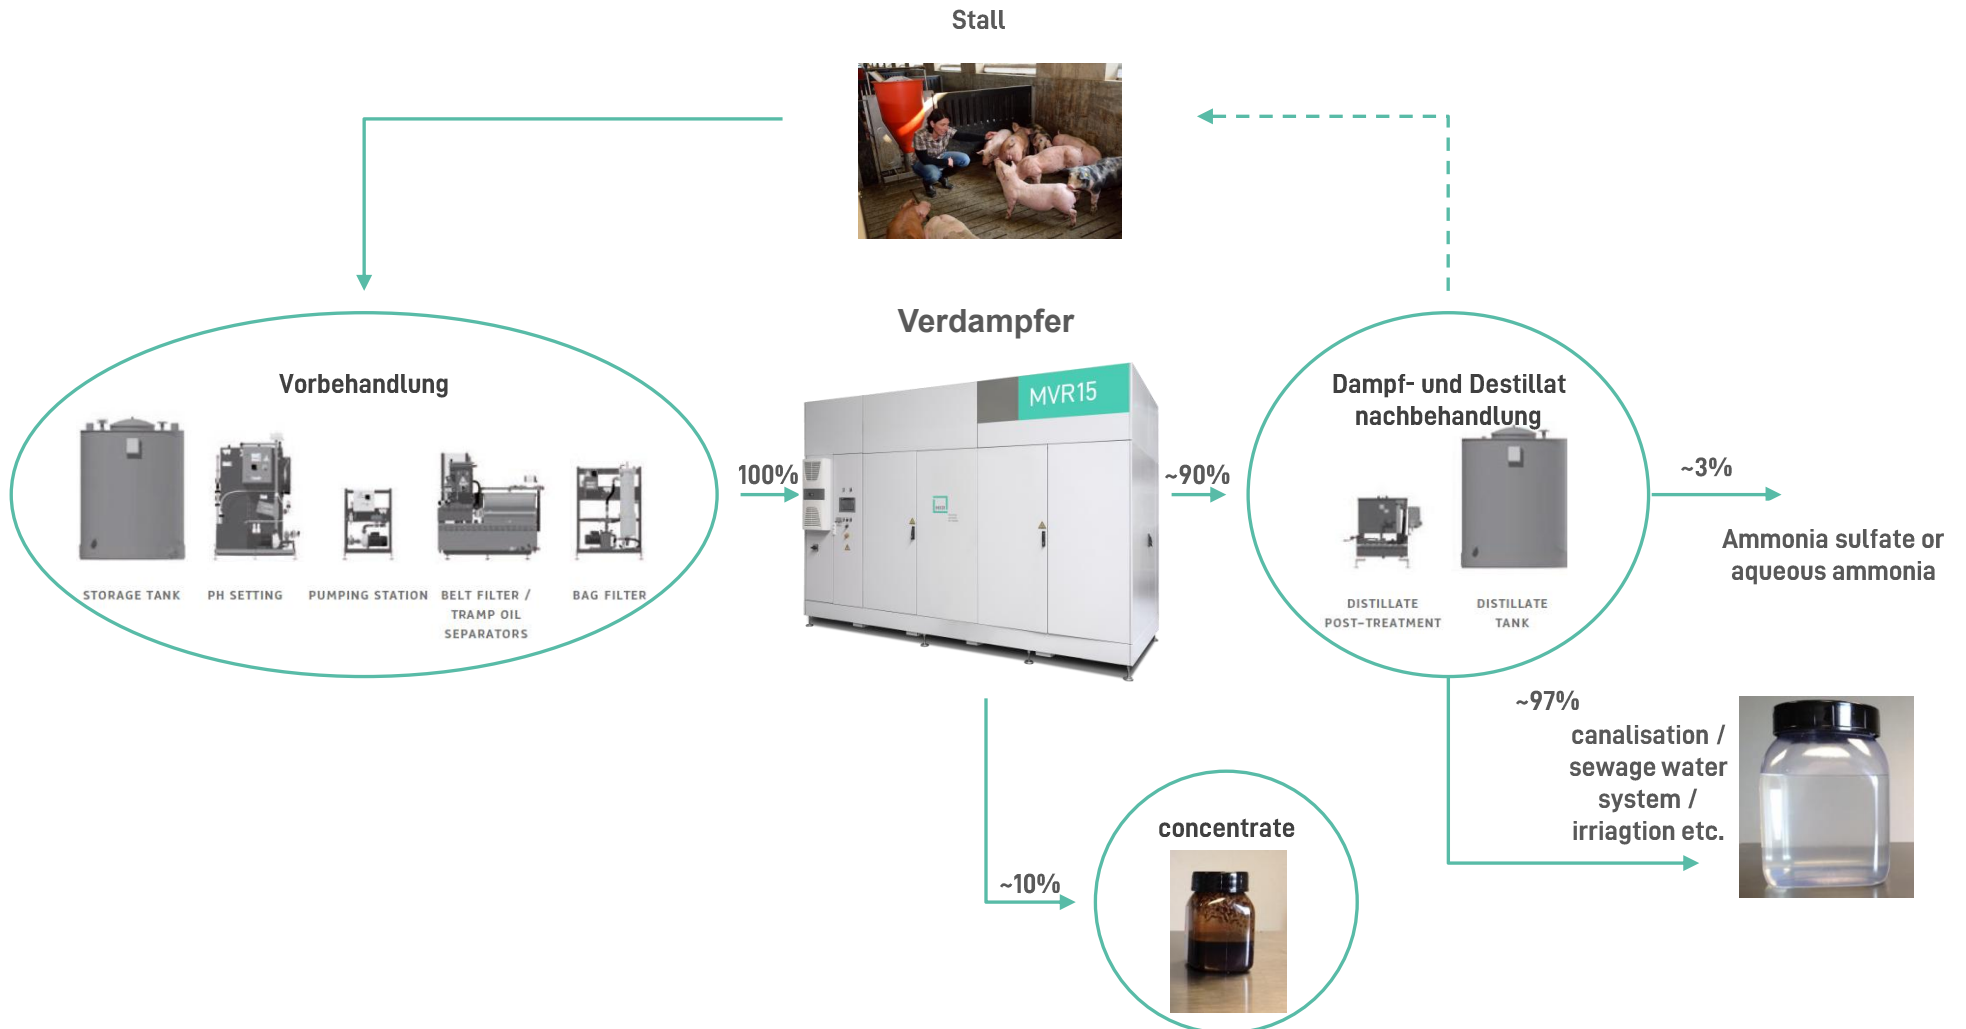 Stall
Verdampfer
Vorbehandlung
STORAGE TANK
PH SETTING
PUMPING STATION
BELT FILTER /
TRAMP OIL
SEPARATORS
BAG FILTER
100%
MVR15
~90%
Dampf- und Destillat
nachbehandlung
DISTILLATE
POST-TREATMENT
DISTILLATE
TANK
~3%
Ammonia sulfate or
aqueous ammonia
~97%
canalisation /
sewage water
system /
irriagtion etc.
~10%
concentrate